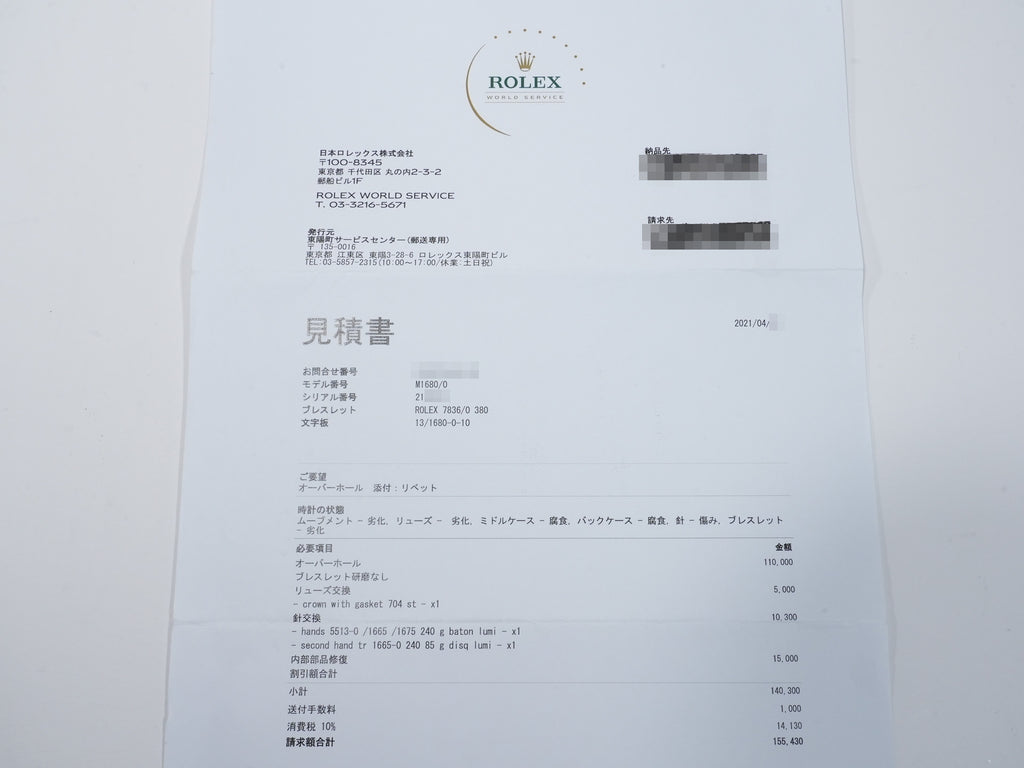 ROLEX
WORLD SERVICE
日本ロレックス株式会社
〒100-8345
東京都 千代田区 丸の内2-3-2
郵船ビル1F
ROLEX WORLD SERVICE
T. 03-3216-5671
納品先
請求先
発行元
東陽町サービスセンター(郵送専用)
〒 135-0016
東京都 江東区 東陽3-28-6 ロレックス東陽町ビル
TEL:03-5857-2315(10:00～17:00/休業:土日祝)
見積書
2021/04/
お問合せ番号
モデル番号 M1680/0
シリアル番号 21
ブレスレット ROLEX 7836/0 380
文字板 13/1680-0-10
ご要望
オーバーホール 添付：リベット
時計の状態
ムーブメント - 劣化, リューズ - 劣化, ミドルケース - 腐食, バックケース - 腐食, 針 - 傷み, ブレスレット
- 劣化
必要項目 金額
オーバーホール 110,000
ブレスレット研磨なし
リューズ交換 5,000
- crown with gasket 704 st - x1
針交換 10,300
- hands 5513-0 /1665 /1675 240 g baton lumi - x1
- second hand tr 1665-0 240 85 g disq lumi - x1
内部部品修復 15,000
割引額合計
小計 140,300
送付手数料 1,000
消費税 10% 14,130
請求額合計 155,430